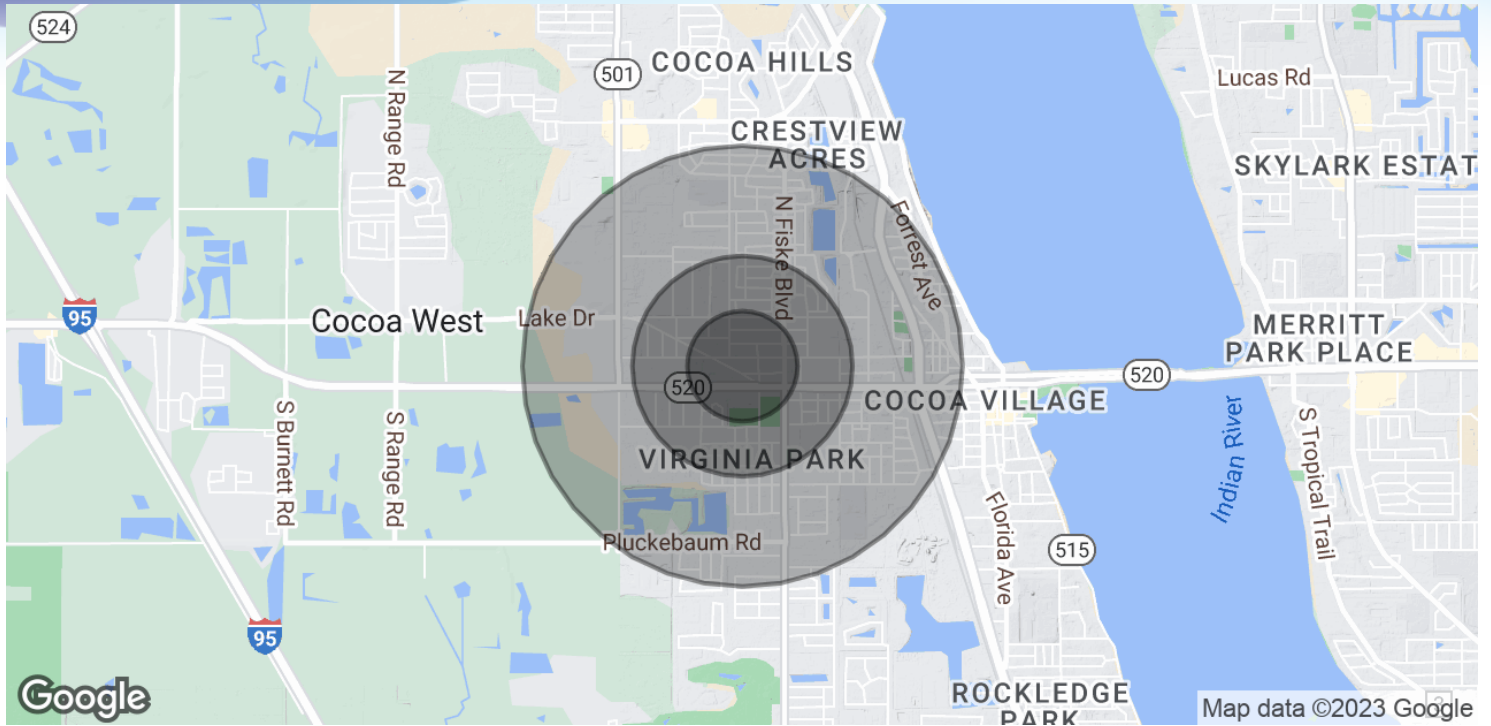 524
N Range Rd
501
COCOA HILLS
Lucas Rd
CRESTVIEW
ACRES
SKYLARK ESTAT
N Fiske Blvd
Forrest Ave
95
Cocoa West
Lake Dr
MERRITT
PARK PLACE
520
520
COCOA VILLAGE
S Burnett Rd
S Range Rd
VIRGINIA PARK
Indian River
S Tropical Trail
Pluckebaum Rd
Florida Ave
515
95
ROCKLEDGE
PARK
Google
Map data ©2023 Google